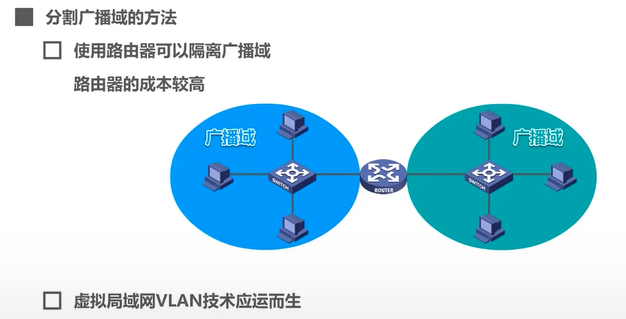 分割广播域的方法
使用路由器可以隔离广播域
路由器的成本较高
广播域
广播域
SWITCH
ROUTER
SWITCH
虚拟局域网VLAN技术应运而生